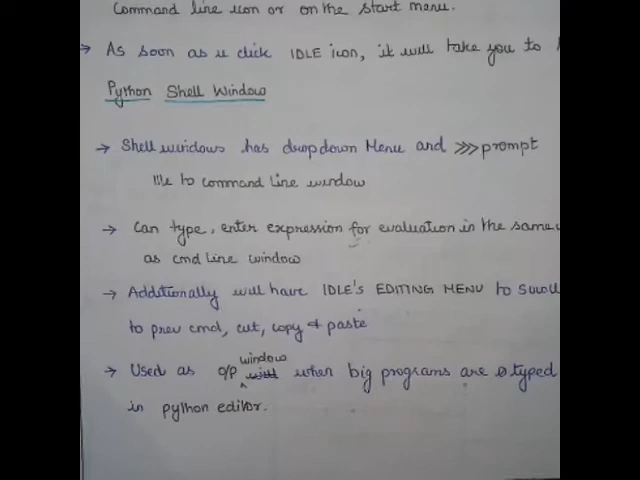 Command line icon or on the start menu.
→ As soon as u click IDLE icon, it will take you to
Python Shell Window
→ Shell windows has dropdown Menu and >>> prompt
llle to command line window
→ Can type, enter expression for evaluation in the same
as cmd line window
→ Additionally will have IDLE's EDITING MENU to scroll
to prev cmd, cut, copy & paste
→ Used as o/p window when big programs are typed
in python editor.